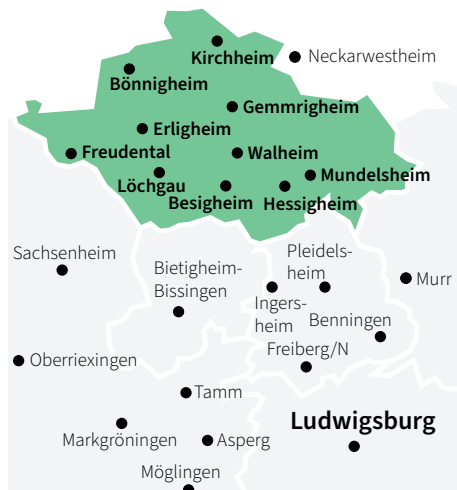 Kirchheim
Neckarwestheim
Bönnigheim
Gemmrigheim
Erligheim
Freudental
Walheim
Mundelsheim
Löchgau
Besigheim
Hessigheim
Sachsenheim
Pleidels-
heim
Bietigheim-
Bissingen
Murr
Ingers-
heim
Benningen
Freiberg/N
Oberriexingen
Tamm
Ludwigsburg
Markgröningen
Asperg
Möglingen